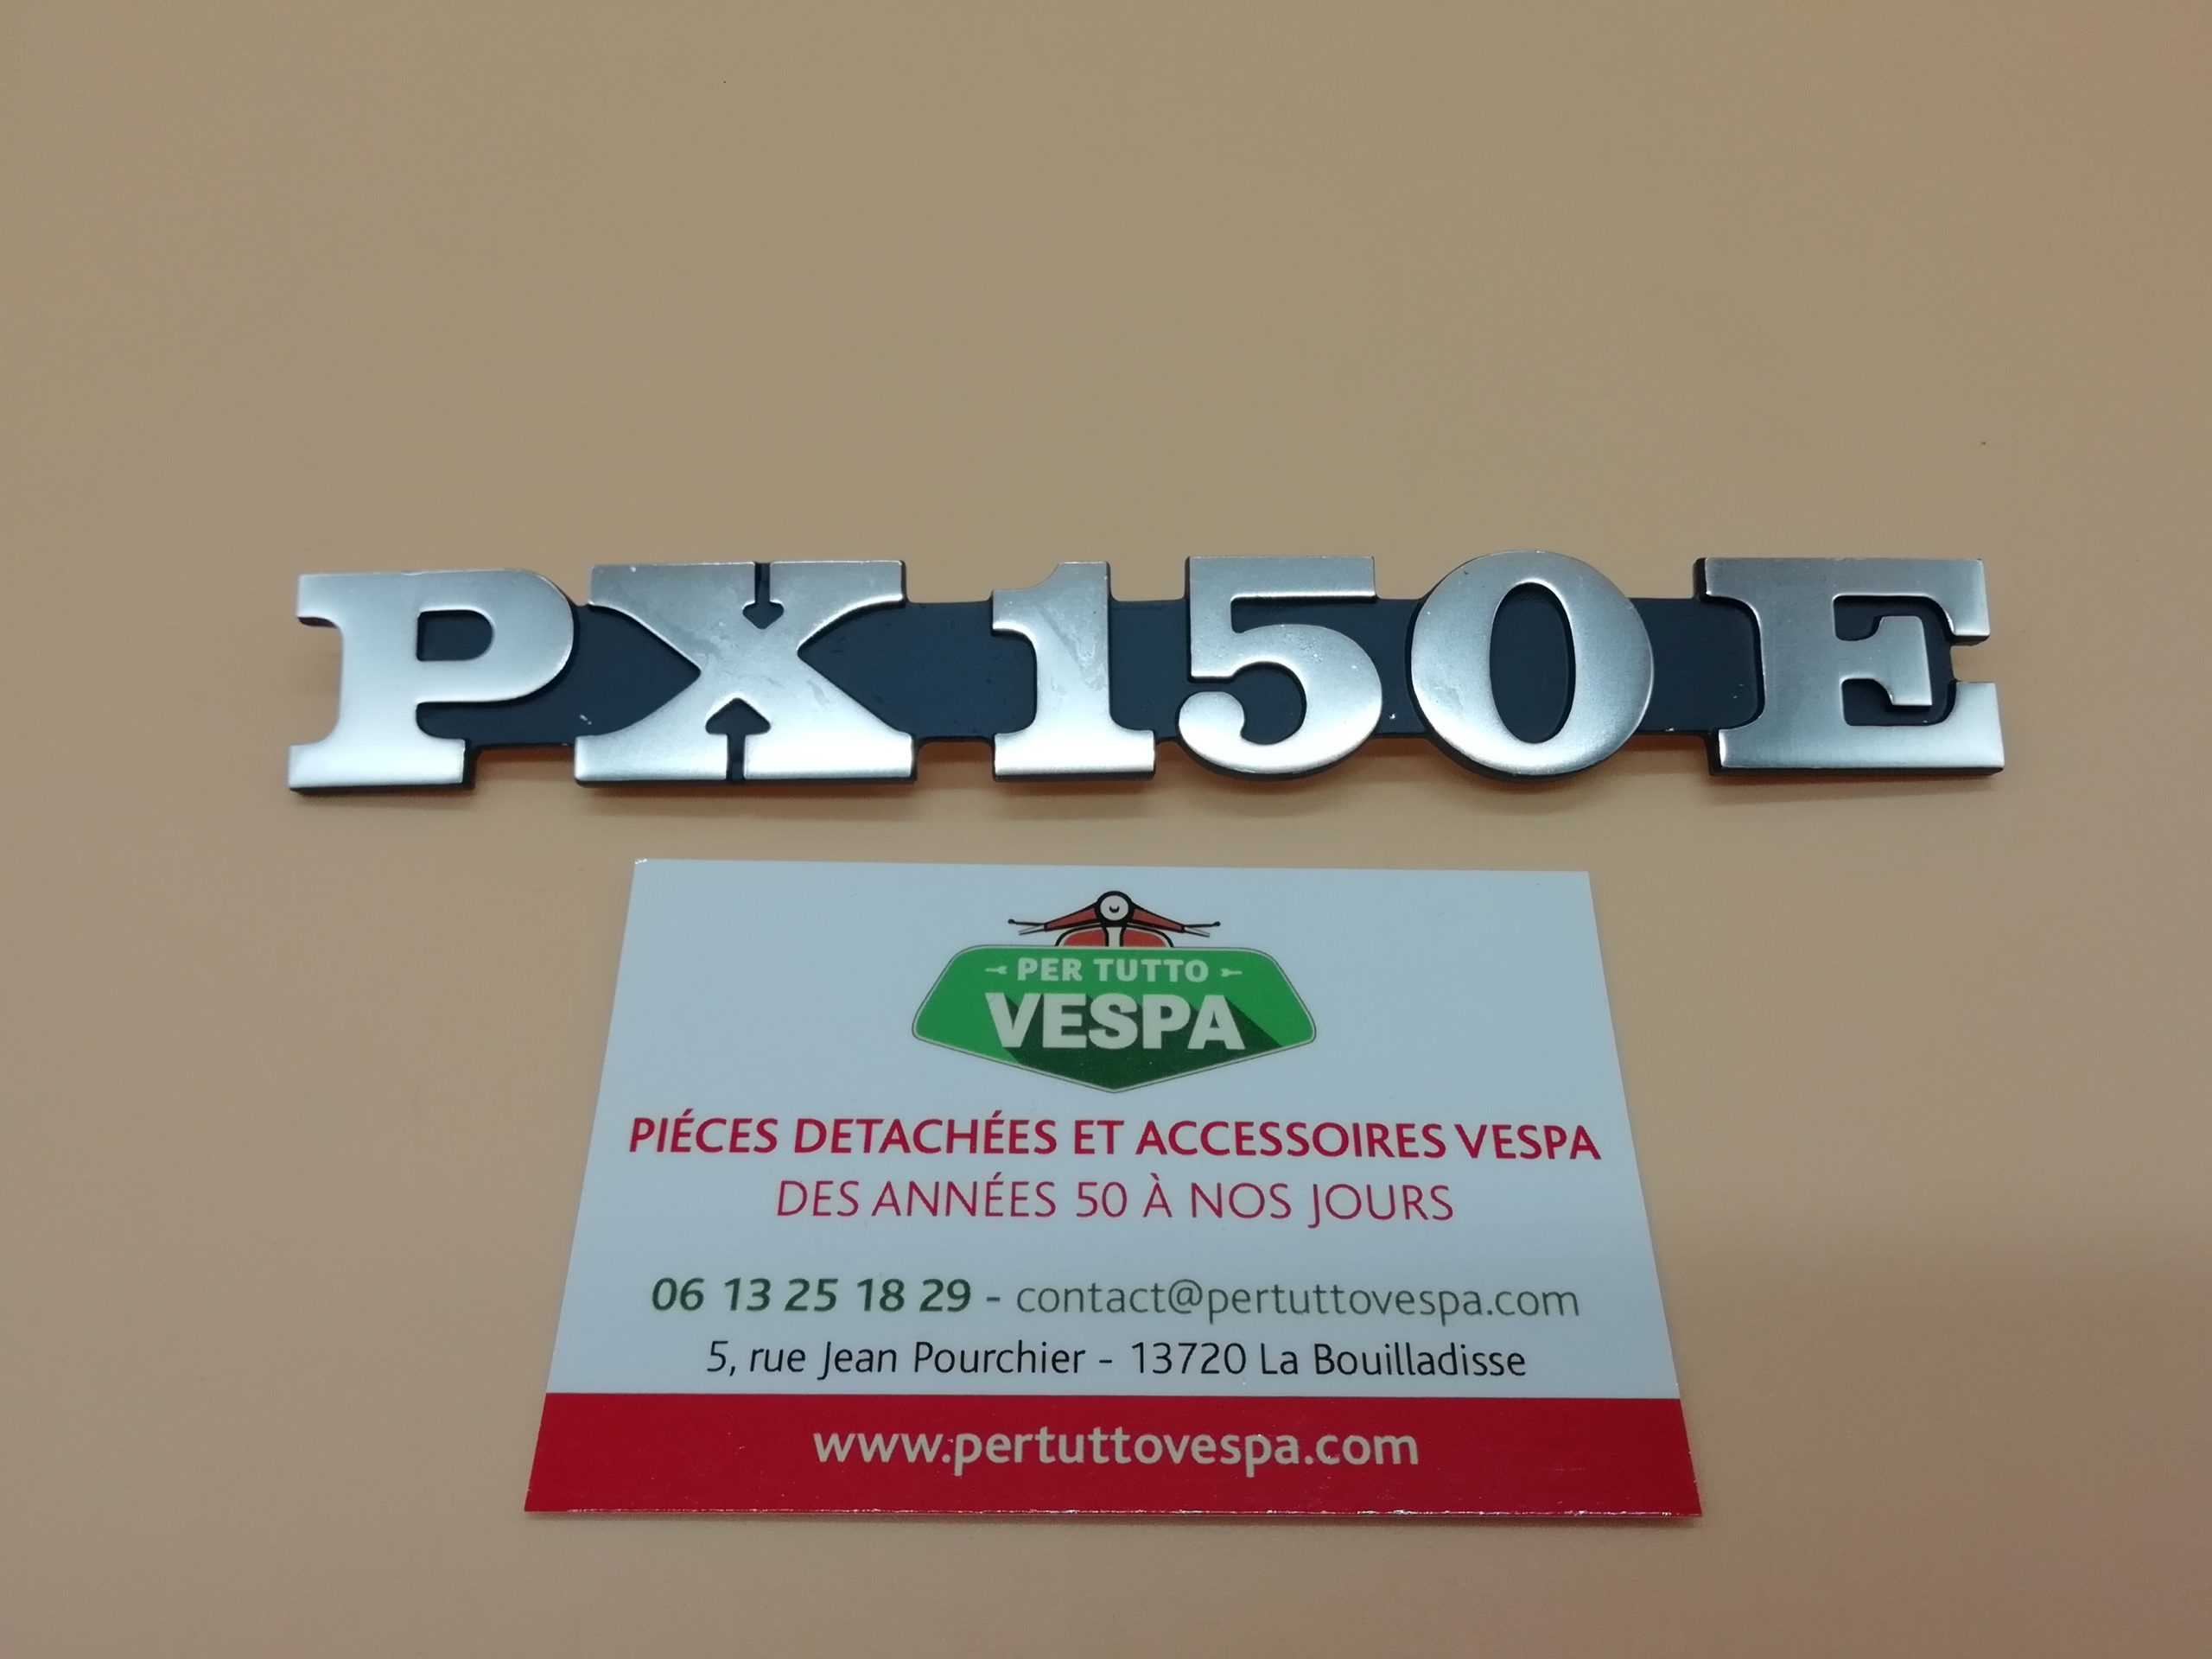 PX150E
PER TUTTO
VESPA
PIÉCES DETACHÉES ET ACCESSOIRES VESPA
DES ANNÉES 50 À NOS JOURS
06 13 25 18 29 - contact@pertuttovespa.com
5, rue Jean Pourchier - 13720 La Bouilladisse
www.pertuttovespa.com